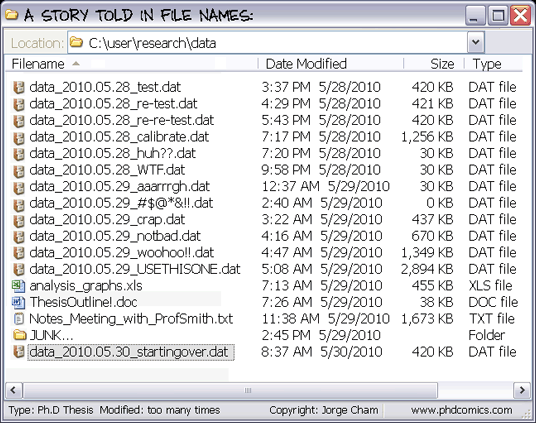 A STORY TOLD IN FILE NAMES:
Location: C:\user\research\data
Filename Date Modified Size Type
data_2010.05.28_test.dat 3:37 PM 5/28/2010 420 KB DAT file
data_2010.05.28_re-test.dat 4:29 PM 5/28/2010 421 KB DAT file
data_2010.05.28_re-re-test.dat 5:43 PM 5/28/2010 420 KB DAT file
data_2010.05.28_calibrate.dat 7:17 PM 5/28/2010 1,256 KB DAT file
data_2010.05.28_huh??.dat 7:20 PM 5/28/2010 30 KB DAT file
data_2010.05.28_WTF.dat 9:58 PM 5/28/2010 30 KB DAT file
data_2010.05.29_aaarrrgh.dat 12:37 AM 5/29/2010 30 KB DAT file
data_2010.05.29_#$@*&!!.dat 2:40 AM 5/29/2010 0 KB DAT file
data_2010.05.29_crap.dat 3:22 AM 5/29/2010 437 KB DAT file
data_2010.05.29_notbad.dat 4:16 AM 5/29/2010 670 KB DAT file
data_2010.05.29_woohoo!!.dat 4:47 AM 5/29/2010 1,349 KB DAT file
data_2010.05.29_USETHISONE.dat 5:08 AM 5/29/2010 2,894 KB DAT file
analysis_graphs.xls 7:13 AM 5/29/2010 455 KB XLS file
ThesisOutline!.doc 7:26 AM 5/29/2010 38 KB DOC file
Notes_Meeting_with_ProfSmith.txt 11:38 AM 5/29/2010 1,673 KB TXT file
JUNK... 2:45 PM 5/29/2010 Folder
data_2010.05.30_startingover.dat 8:37 AM 5/30/2010 420 KB DAT file
Type: Ph.D Thesis Modified: too many times Copyright: Jorge Cham www.phdcomics.com